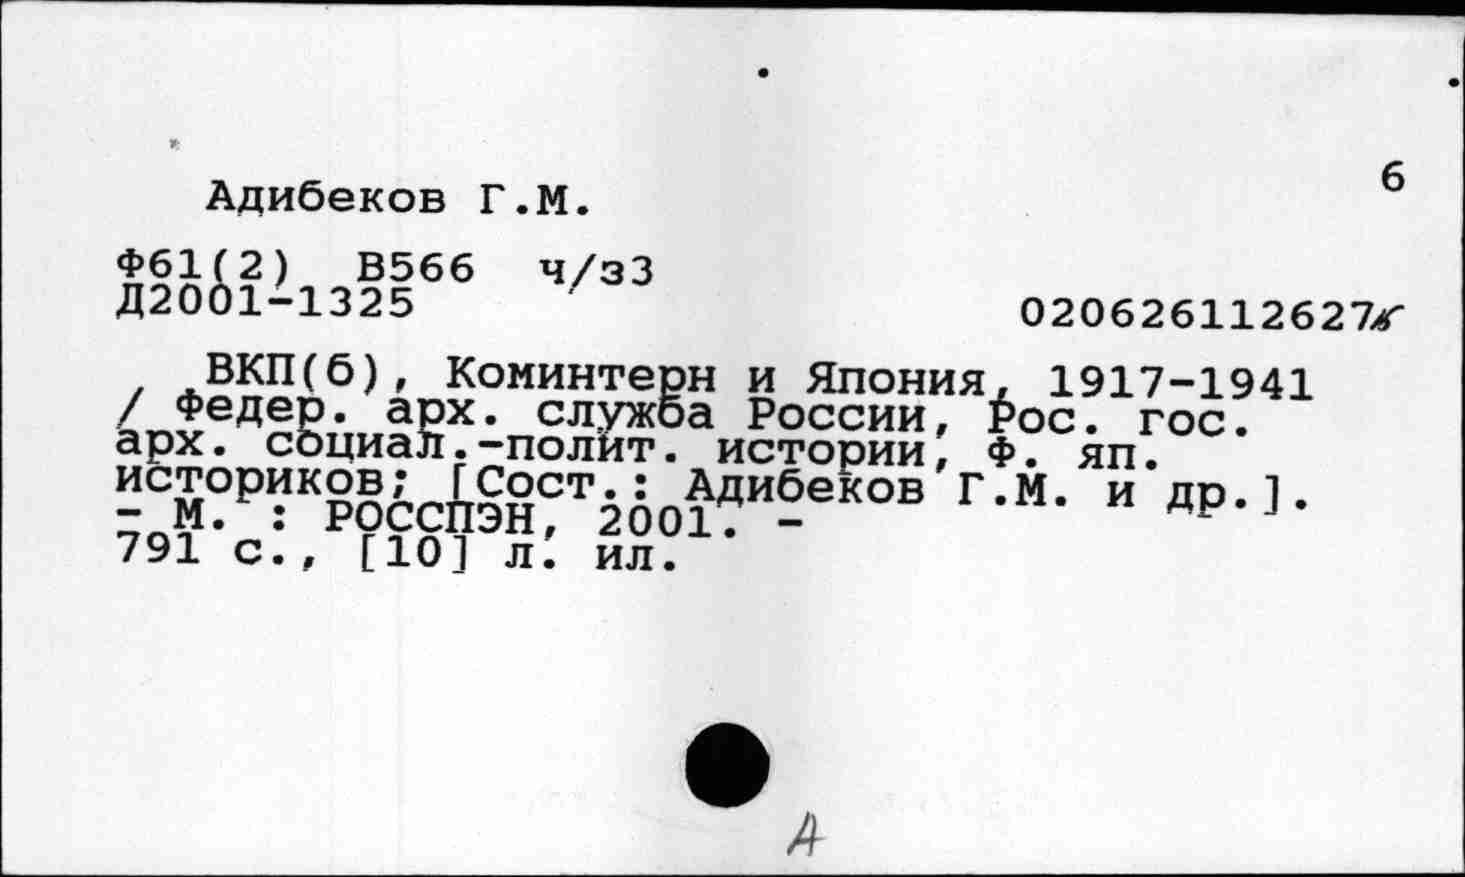 6
Адибеков Г.М.
Ф61(2) В566 ч/з3
Д2001-1325
020626112627к
ВКП(б), Коминтерн и Япония, 1917-1941
/ Федер. арх. служба России, Рос. гос.
арх. социал.-полит. истории, Ф. яп.
историков; [Сост.: Адибеков Г.М. и др.].
- М. : РОССПЭН, 2001. -
791 с., [10] л. ил.
А